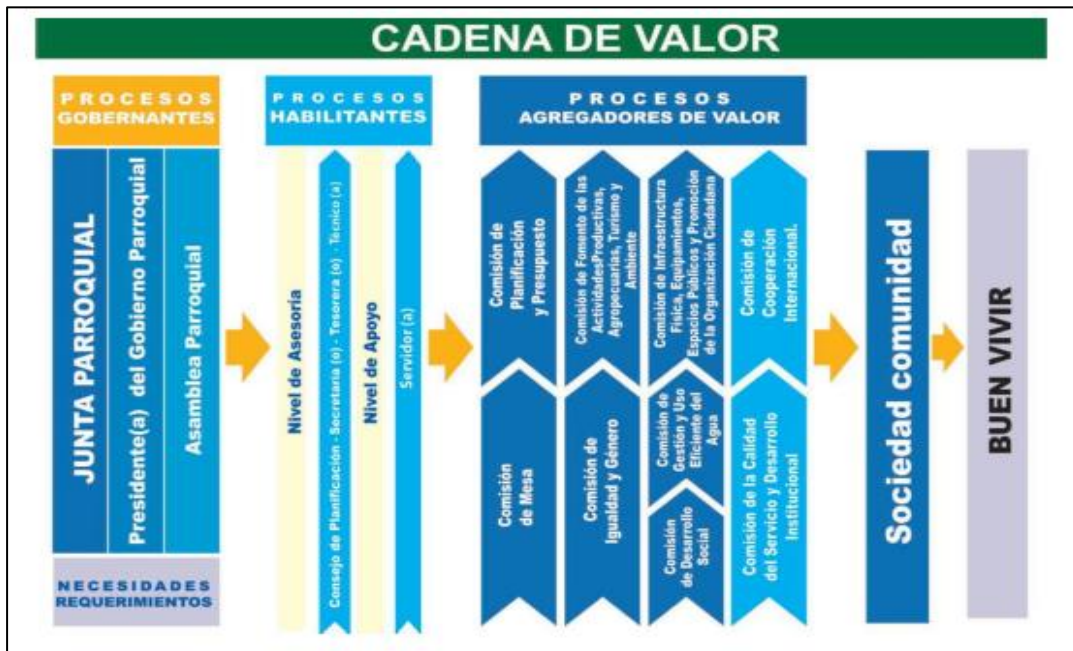 CADENA DE VALOR
PROCESOS
GOBERNANTES
JUNTA PARROQUIAL
Presidente(a) del Gobierno Parroquial
Asamblea Parroquial
NECESIDADES
REQUERIMIENTOS
PROCESOS
HABILITANTES
Nivel de Asesoría
Consejo de Planificación - Secretaria (o) - Tesorera (o) - Técnico (a)
Nivel de Apoyo
Servidor (a)
PROCESOS
AGREGADORES DE VALOR
Comisión de
Planificación
y Presupuesto
Comisión de Fomento de las
ActividadesProductivas,
Agropecuarias, Turismo y
Ambiente
Comisión de Infraestructura
Física, Equipamientos,
Espacios Públicos y Promoción
de la Organización Ciudadana
Comisión de
Cooperación
Internacional.
Comisión
de Mesa
Comisión de
Igualdad y Género
Comisión de
Gestión y Uso
Eficiente del
Agua
Comisión
de Desarrollo
Social
Comisión de la Calidad
del Servicio y Desarrollo
Institucional
Sociedad comunidad
BUEN VIVIR